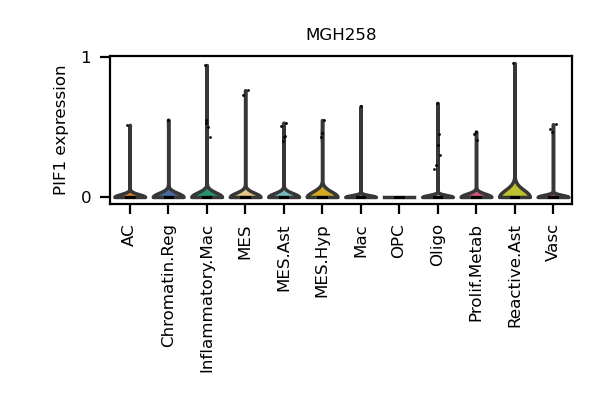 MGH258
PIF1 expression
1
0
AC
Chromatin.Reg
Inflammatory.Mac
MES
MES.Ast
MES.Hyp
Mac
OPC
Oligo
Prolif.Metab
Reactive.Ast
Vasc